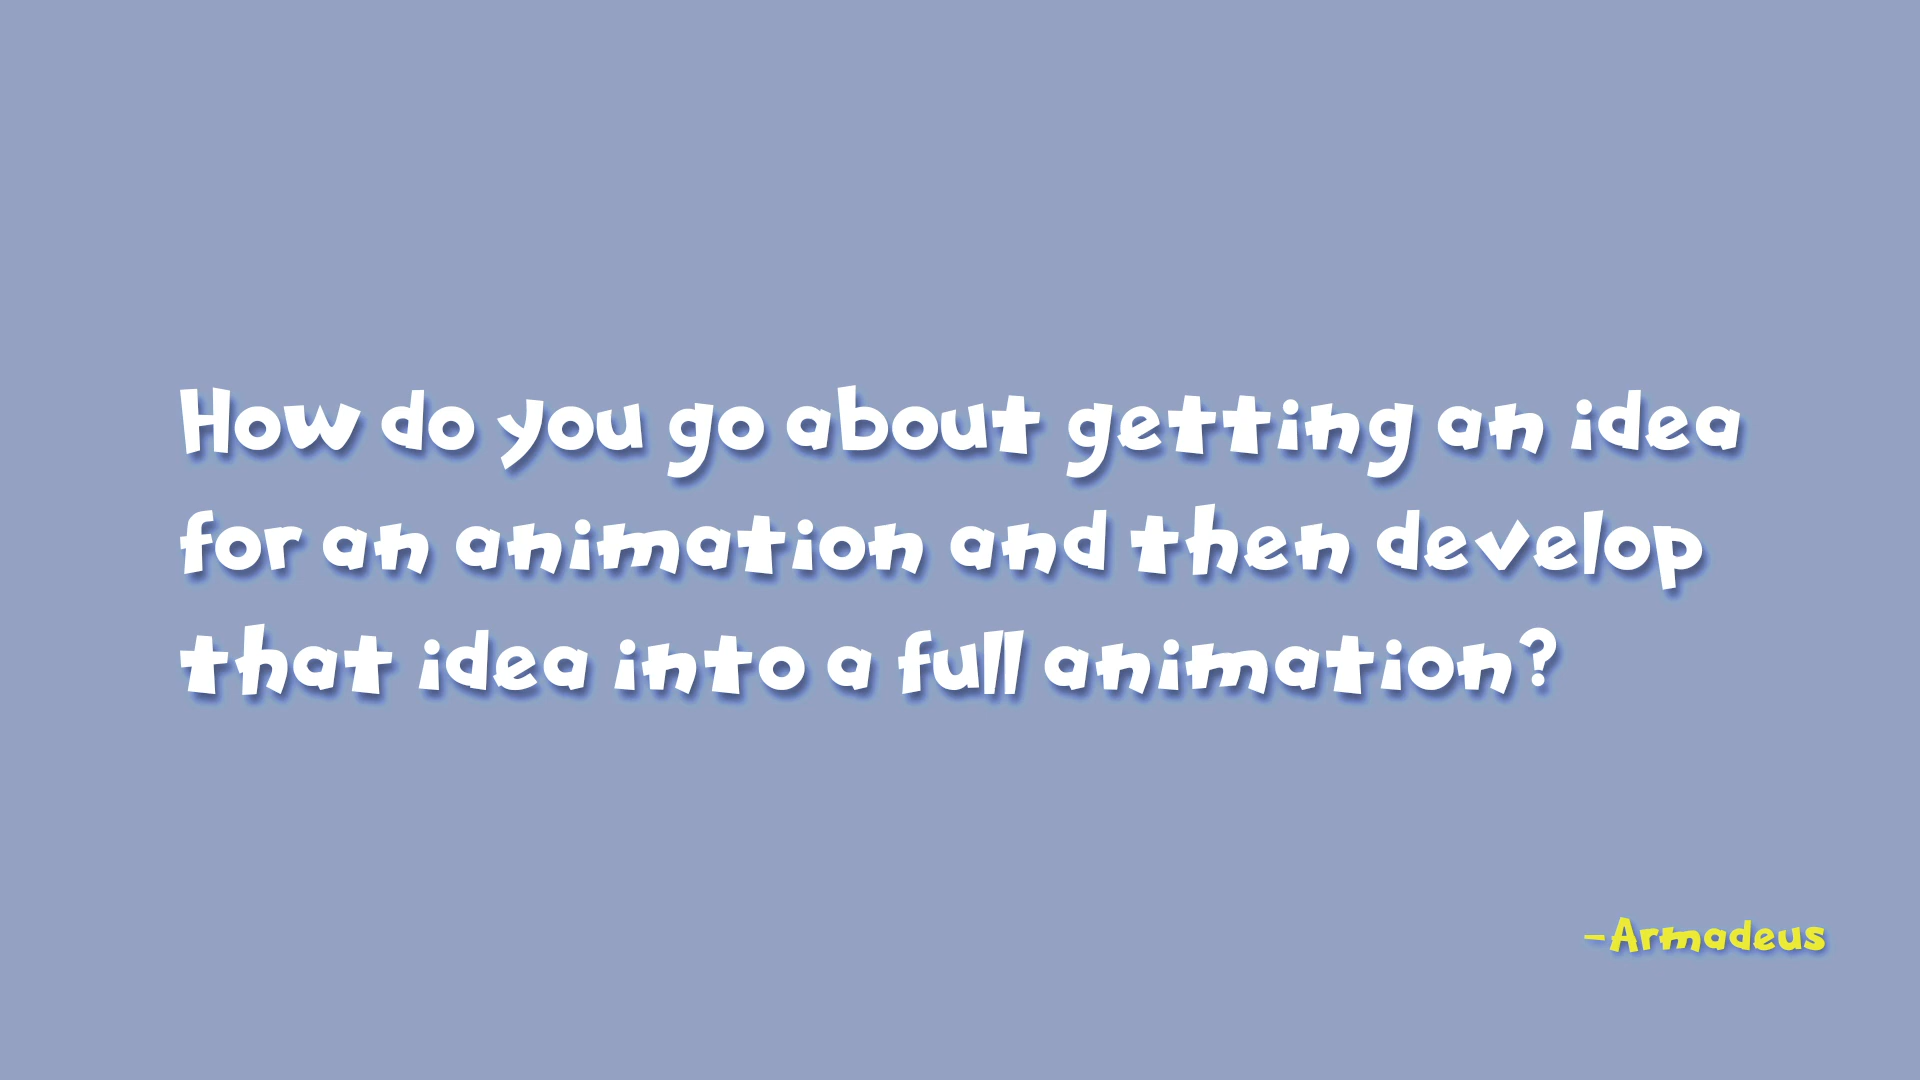 How do you go about getting an idea
for an animation and then develop
that idea into a full animation?
-Armadeus